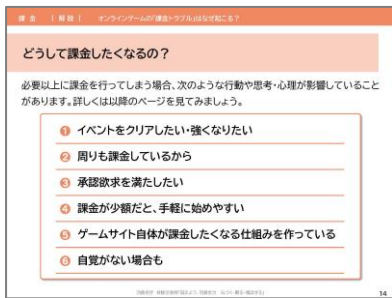 課金 | 解説 | オンラインゲームの「課金トラブル」はなぜ起こる？
どうして課金したくなるの？
必要以上に課金を行ってしまう場合、次のような行動や思考・心理が影響していること
があります。詳しくは以降のページを見てみましょう。
❶ イベントをクリアしたい・強くなりたい
❷ 周りも課金しているから
❸ 承認欲求を満たしたい
❹ 課金が少額だと、手軽に始めやすい
❺ ゲームサイト自体が課金したくなる仕組みを作っている
❻ 自覚がない場合も
14